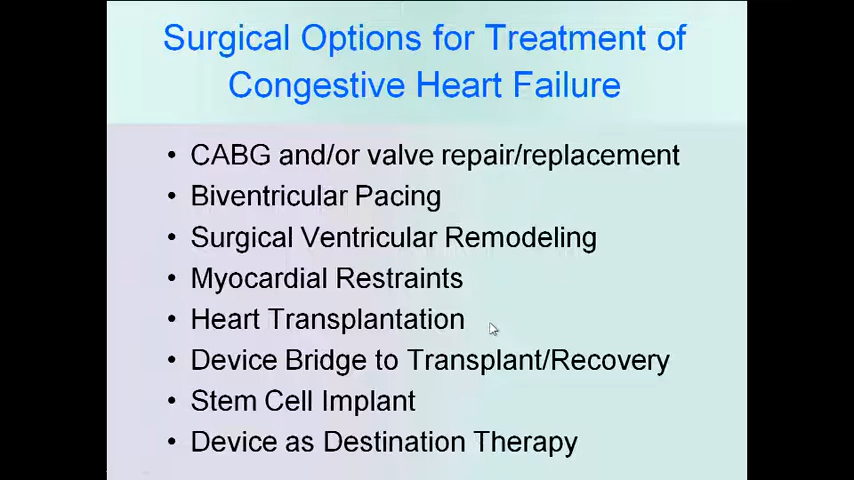 Surgical Options for Treatment of
Congestive Heart Failure
• CABG and/or valve repair/replacement
• Biventricular Pacing
• Surgical Ventricular Remodeling
• Myocardial Restraints
• Heart Transplantation
• Device Bridge to Transplant/Recovery
• Stem Cell Implant
• Device as Destination Therapy